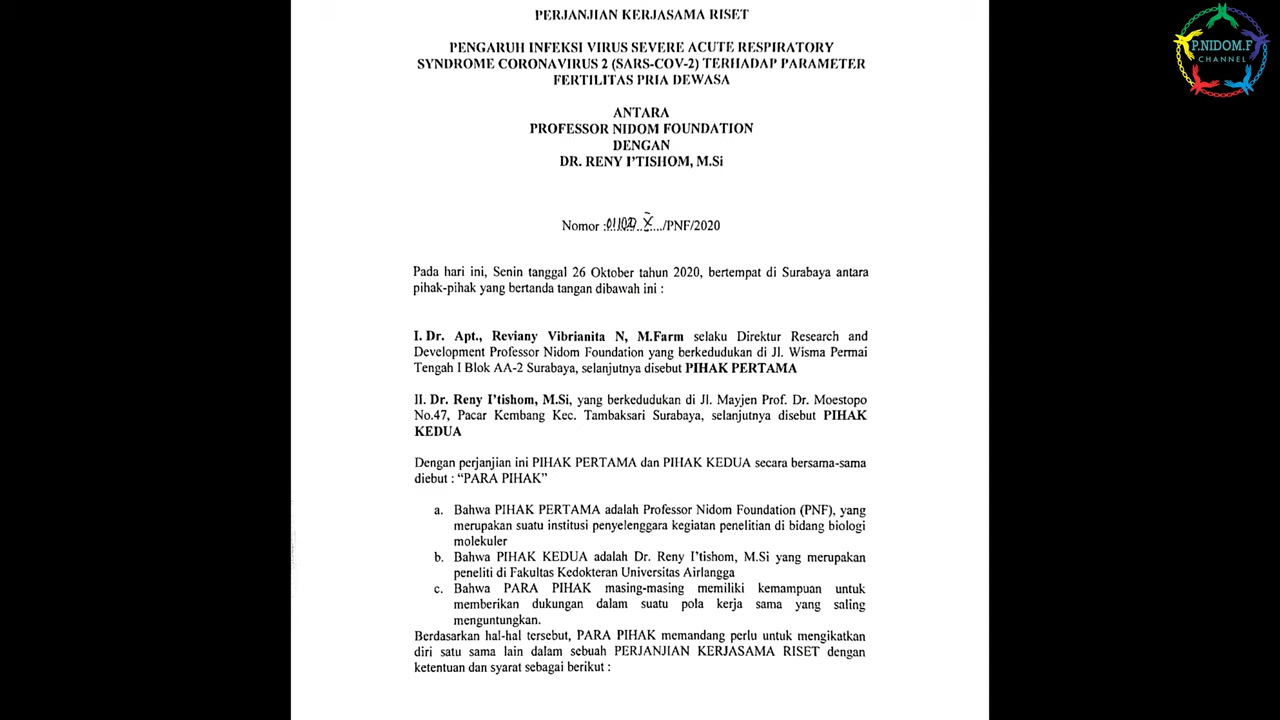 PERJANJIAN KERJASAMA RISET
PENGARUH INFEKSI VIRUS SEVERE ACUTE RESPIRATORY
SYNDROME CORONAVIRUS 2 (SARS-COV-2) TERHADAP PARAMETER
FERTILITAS PRIA DEWASA
ANTARA
PROFESSOR NIDOM FOUNDATION
DENGAN
DR. RENY I'TISHOM, M.Si
Nomor : /PNF/2020
Pada hari ini, Senin tanggal 26 Oktober tahun 2020, bertempat di Surabaya antara
pihak-pihak yang bertanda tangan dibawah ini :
I. Dr. Apt., Reviany Vibrianita N, M.Farm selaku Direktur Research and
Development Professor Nidom Foundation yang berkedudukan di Jl. Wisma Permai
Tengah I Blok AA-2 Surabaya, selanjutnya disebut PIHAK PERTAMA
II. Dr. Reny I'tishom, M.Si, yang berkedudukan di Jl. Mayjen Prof. Dr. Moestopo
No.47, Pacar Kembang Kec. Tambaksari Surabaya, selanjutnya disebut PIHAK
KEDUA
Dengan perjanjian ini PIHAK PERTAMA dan PIHAK KEDUA secara bersama-sama
diebut : "PARA PIHAK"
a. Bahwa PIHAK PERTAMA adalah Professor Nidom Foundation (PNF), yang
merupakan suatu institusi penyelenggara kegiatan penelitian di bidang biologi
molekuler
b. Bahwa PIHAK KEDUA adalah Dr. Reny I'tishom, M.Si yang merupakan
peneliti di Fakultas Kedokteran Universitas Airlangga
c. Bahwa PARA PIHAK masing-masing memiliki kemampuan untuk
memberikan dukungan dalam suatu pola kerja sama yang saling
menguntungkan.
Berdasarkan hal-hal tersebut, PARA PIHAK memandang perlu untuk mengikatkan
diri satu sama lain dalam sebuah PERJANJIAN KERJASAMA RISET dengan
ketentuan dan syarat sebagai berikut :
P.NIDOM.F
CHANNEL